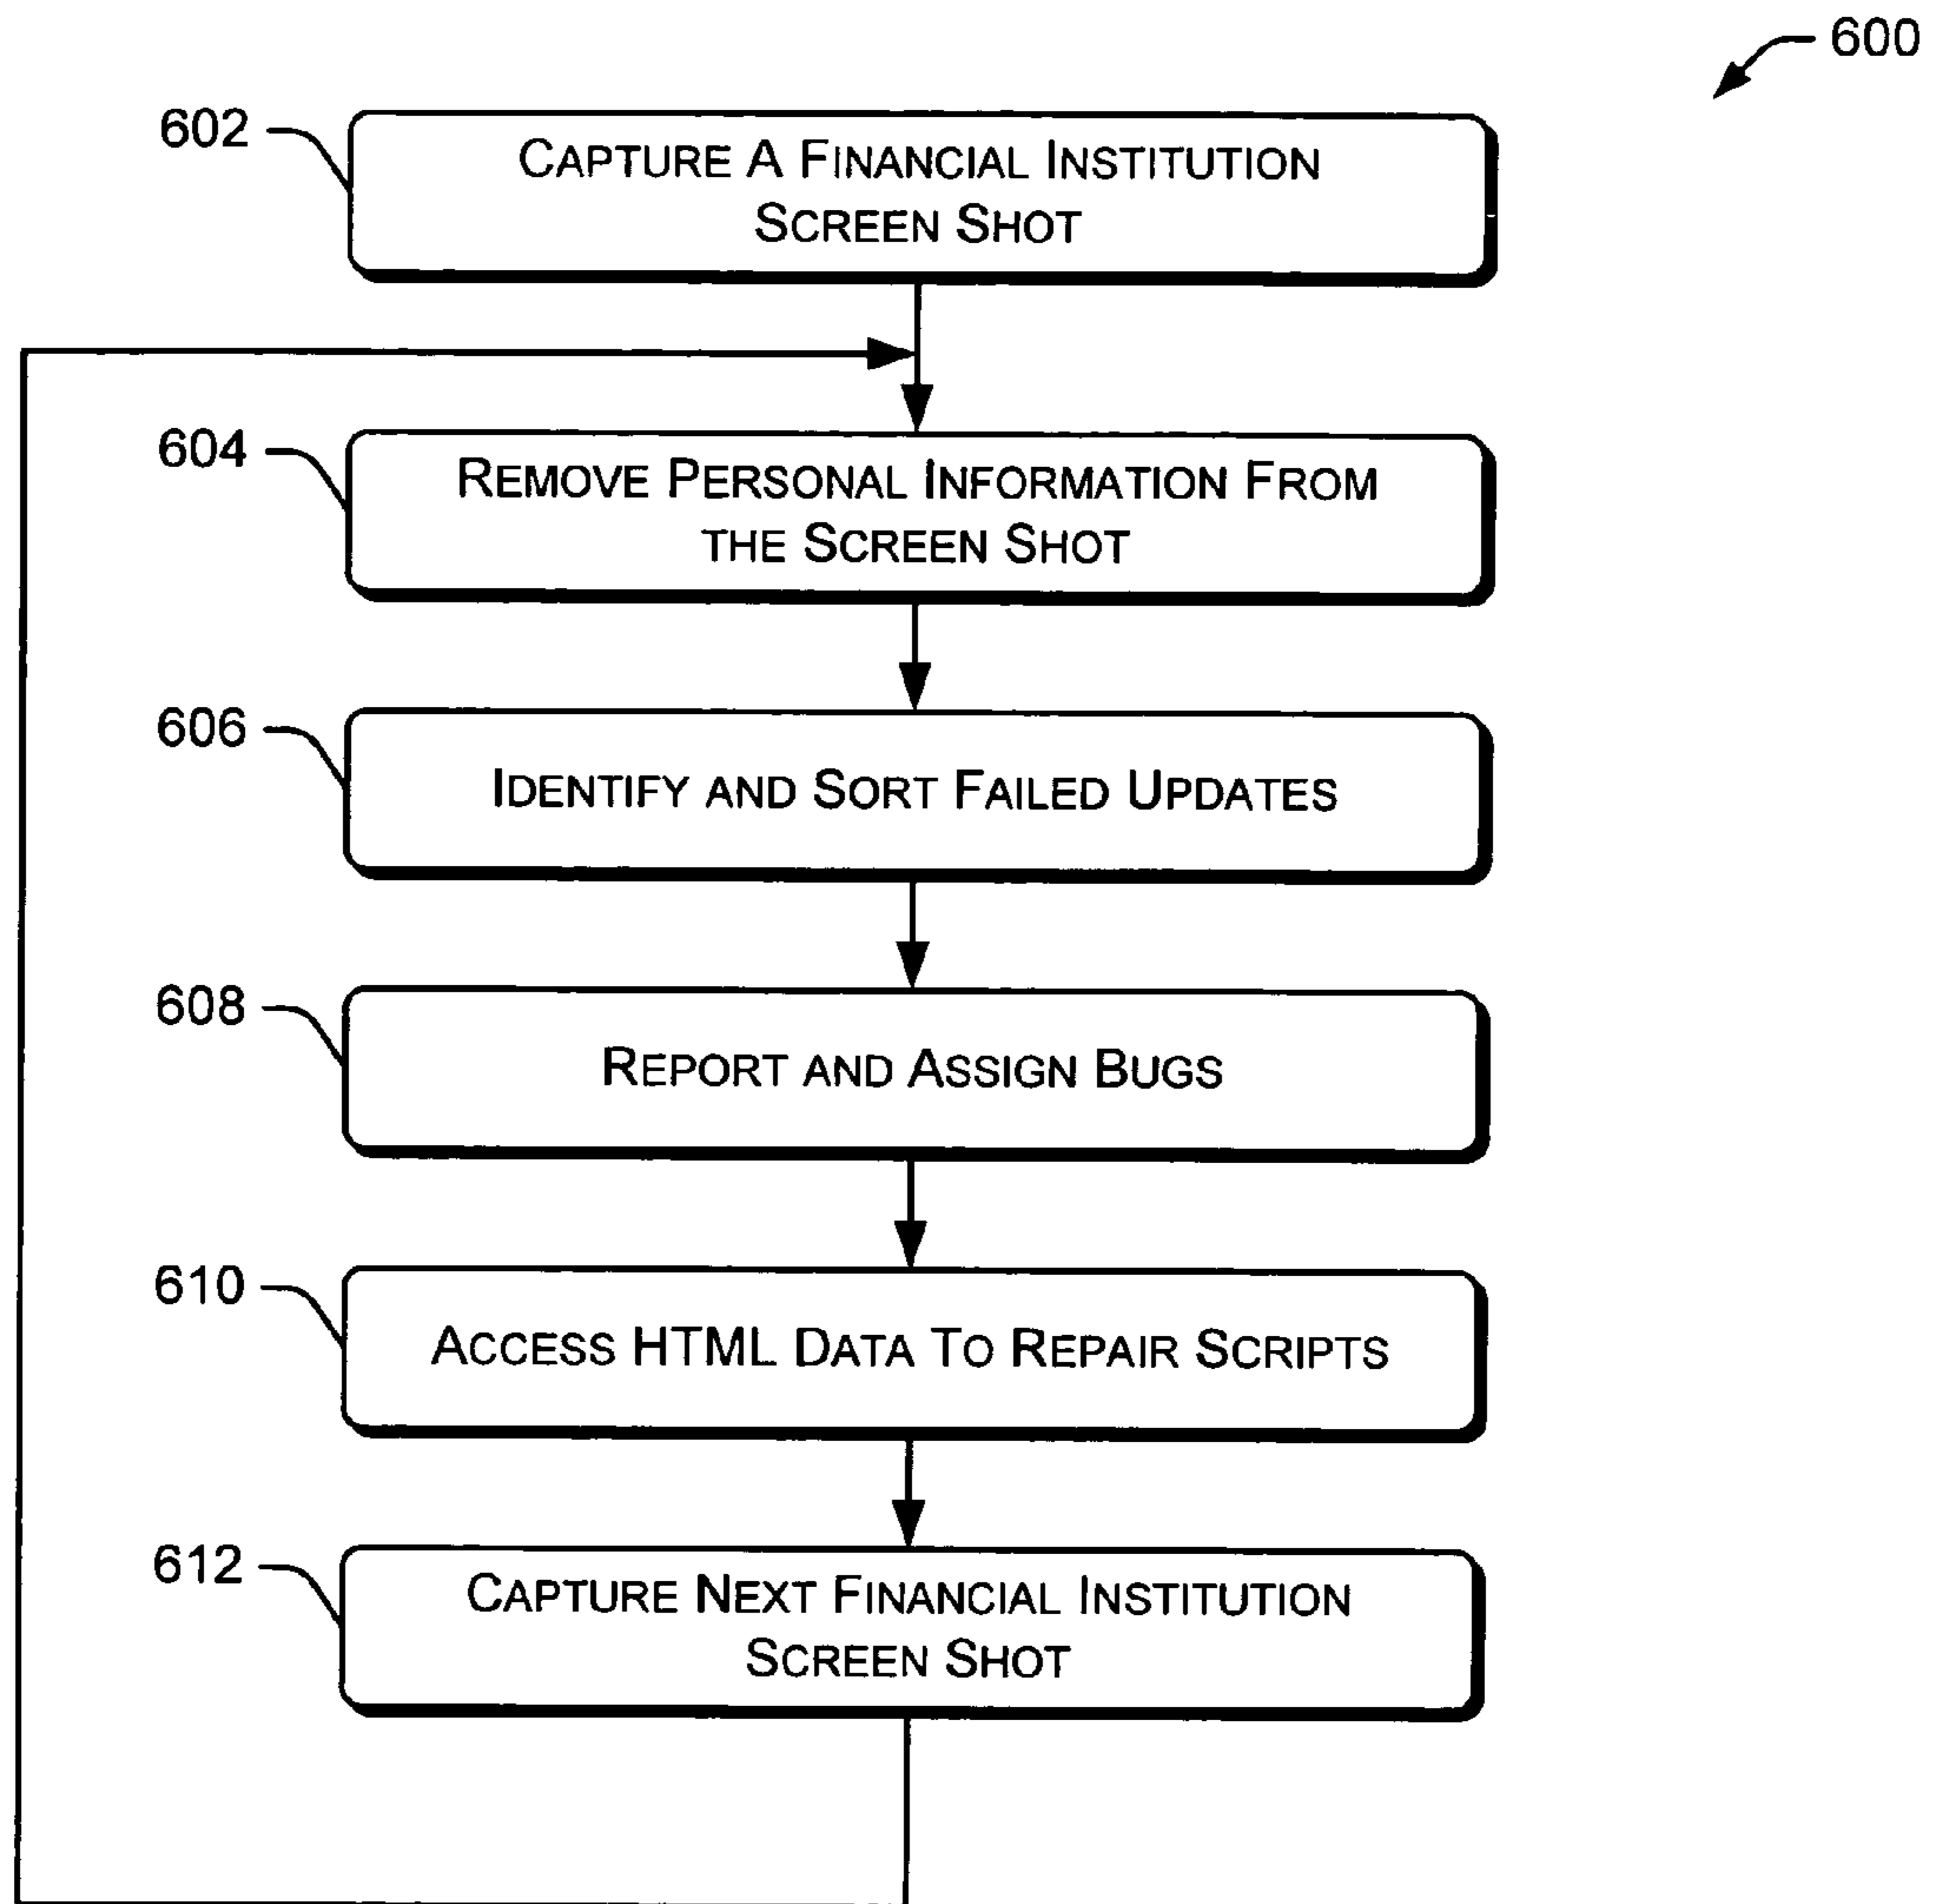 600
602
CAPTURE A FINANCIAL INSTITUTION
SCREEN SHOT
604
REMOVE PERSONAL INFORMATION FROM
THE SCREEN SHOT
606
IDENTIFY AND SORT FAILED UPDATES
608
REPORT AND ASSIGN BUGS
610
ACCESS HTML DATA TO REPAIR SCRIPTS
612
CAPTURE NEXT FINANCIAL INSTITUTION
SCREEN SHOT